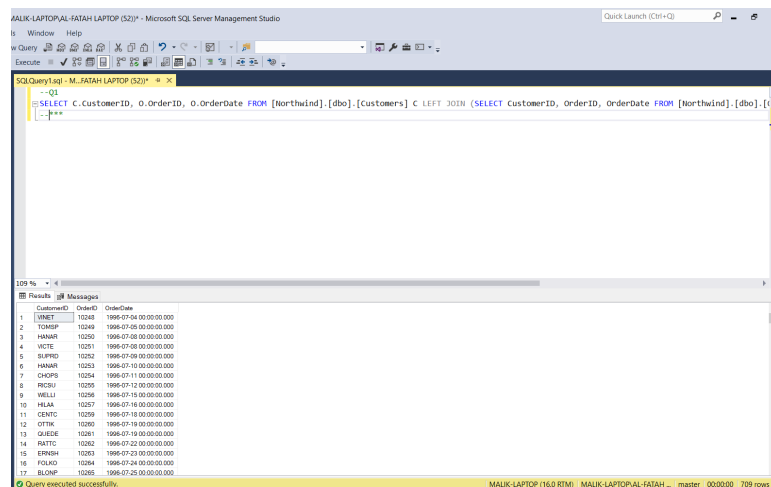 MALIK-LAPTOP\AL-FATAH LAPTOP (52))* - Microsoft SQL Server Management Studio
Quick Launch (Ctrl+Q)
ls Window Help
w Query
Execute
SQLQuery1.sql - M...FATAH LAPTOP (52))*
--Q1
SELECT C.CustomerID, O.OrderID, O.OrderDate FROM [Northwind].[dbo].[Customers] C LEFT JOIN (SELECT CustomerID, OrderID, OrderDate FROM [Northwind].[dbo].[O
--***
109 %
Results Messages
CustomerID OrderID OrderDate
1 VINET 10248 1996-07-04 00:00:00.000
2 TOMSP 10249 1996-07-05 00:00:00.000
3 HANAR 10250 1996-07-08 00:00:00.000
4 VICTE 10251 1996-07-08 00:00:00.000
5 SUPRD 10252 1996-07-09 00:00:00.000
6 HANAR 10253 1996-07-10 00:00:00.000
7 CHOPS 10254 1996-07-11 00:00:00.000
8 RICSU 10255 1996-07-12 00:00:00.000
9 WELLI 10256 1996-07-15 00:00:00.000
10 HILAA 10257 1996-07-16 00:00:00.000
11 CENTC 10259 1996-07-18 00:00:00.000
12 OTTIK 10260 1996-07-19 00:00:00.000
13 QUEDE 10261 1996-07-19 00:00:00.000
14 RATTC 10262 1996-07-22 00:00:00.000
15 ERNSH 10263 1996-07-23 00:00:00.000
16 FOLKO 10264 1996-07-24 00:00:00.000
17 BLONP 10265 1996-07-25 00:00:00.000
Query executed successfully.
MALIK-LAPTOP (16.0 RTM) MALIK-LAPTOP\AL-FATAH ... master 00:00:00 709 rows